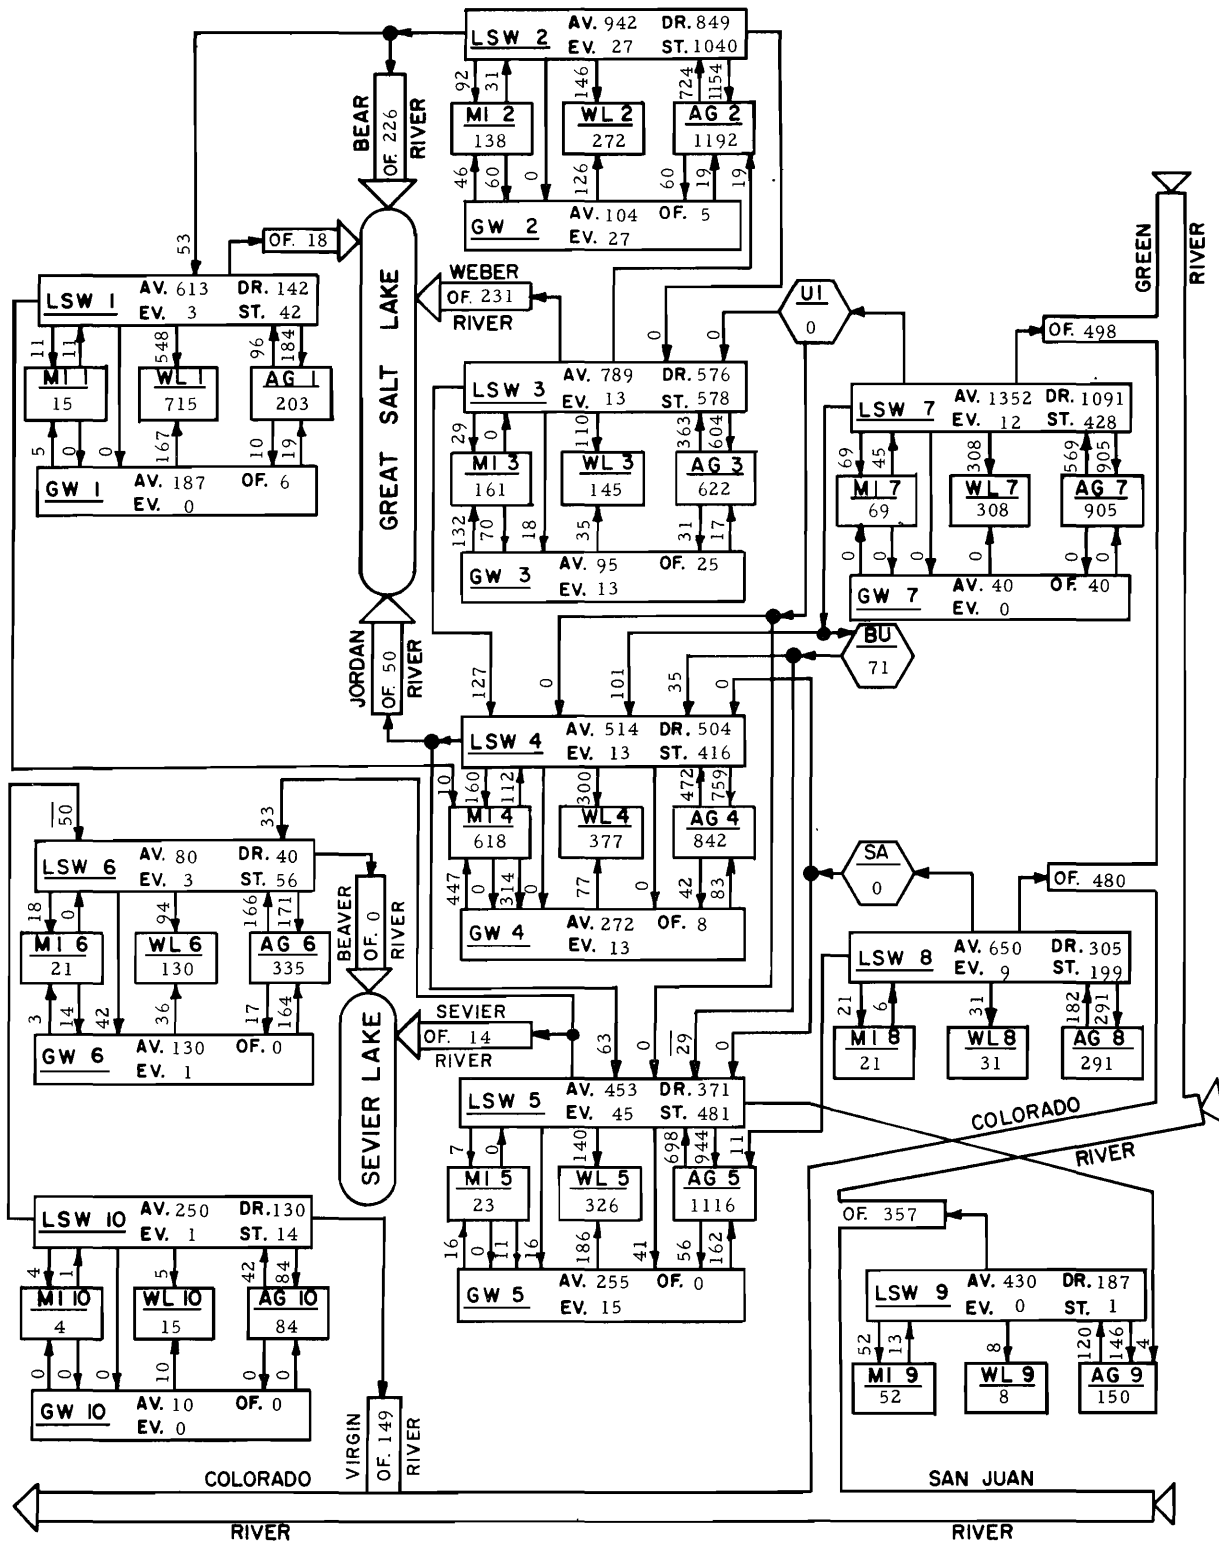 LSW 2 AV. 942 DR. 849
EV. 27 ST. 1040
92 31 146 724 1154
MI 2 138
WL 2 272
AG 2 1192
46 60 0 126 60 19 19
GW 2 AV. 104 OF. 5
EV. 27
BEAR RIVER
OF. 226
53
OF. 18
GREAT SALT LAKE
WEBER
OF. 231
RIVER
LSW 1 AV. 613 DR. 142
EV. 3 ST. 42
11 11 548 96 184
MI 1 15
WL 1 715
AG 1 203
5 0 0 167 10 19
GW 1 AV. 187 OF. 6
EV. 0
UI 0
0 0
LSW 3 AV. 789 DR. 576
EV. 13 ST. 578
29 0 110 363 604
MI 3 161
WL 3 145
AG 3 622
132 70 18 35 31 17
GW 3 AV. 95 OF. 25
EV. 13
GREEN RIVER
OF. 498
LSW 7 AV. 1352 DR. 1091
EV. 12 ST. 428
69 45 308 569 905
MI 7 69
WL 7 308
AG 7 905
0 0 0 0 0 0
GW 7 AV. 40 OF. 40
EV. 0
BU 71
JORDAN RIVER
OF. 50
127 0 101 35 0
LSW 4 AV. 514 DR. 504
EV. 13 ST. 416
10 160 112 300 472 759
MI 4 618
WL 4 377
AG 4 842
447 0 314 0 77 0 42 83
GW 4 AV. 272 OF. 8
EV. 13
SA 0
OF. 480
50 33
LSW 6 AV. 80 DR. 40
EV. 3 ST. 56
18 0 94 166 171
MI 6 21
WL 6 130
AG 6 335
3 14 42 36 17 164
GW 6 AV. 130 OF. 0
EV. 1
BEAVER RIVER
OF. 0
SEVIER LAKE
SEVIER
OF. 14
RIVER
LSW 8 AV. 650 DR. 305
EV. 9 ST. 199
21 6 31 182 291
MI 8 21
WL 8 31
AG 8 291
63 0 29 0
LSW 5 AV. 453 DR. 371
EV. 45 ST. 481
7 0 140 698 944 11
MI 5 23
WL 5 326
AG 5 1116
16 0 11 16 186 41 56 162
GW 5 AV. 255 OF. 0
EV. 15
COLORADO RIVER
OF. 357
LSW 10 AV. 250 DR. 130
EV. 1 ST. 14
4 1 5 42 84
MI 10 4
WL 10 15
AG 10 84
0 0 0 10 0 0
GW 10 AV. 10 OF. 0
EV. 0
LSW 9 AV. 430 DR. 187
EV. 0 ST. 1
52 13 8 120 146 4
MI 9 52
WL 9 8
AG 9 150
VIRGIN RIVER
OF. 149
COLORADO
RIVER
SAN JUAN
RIVER